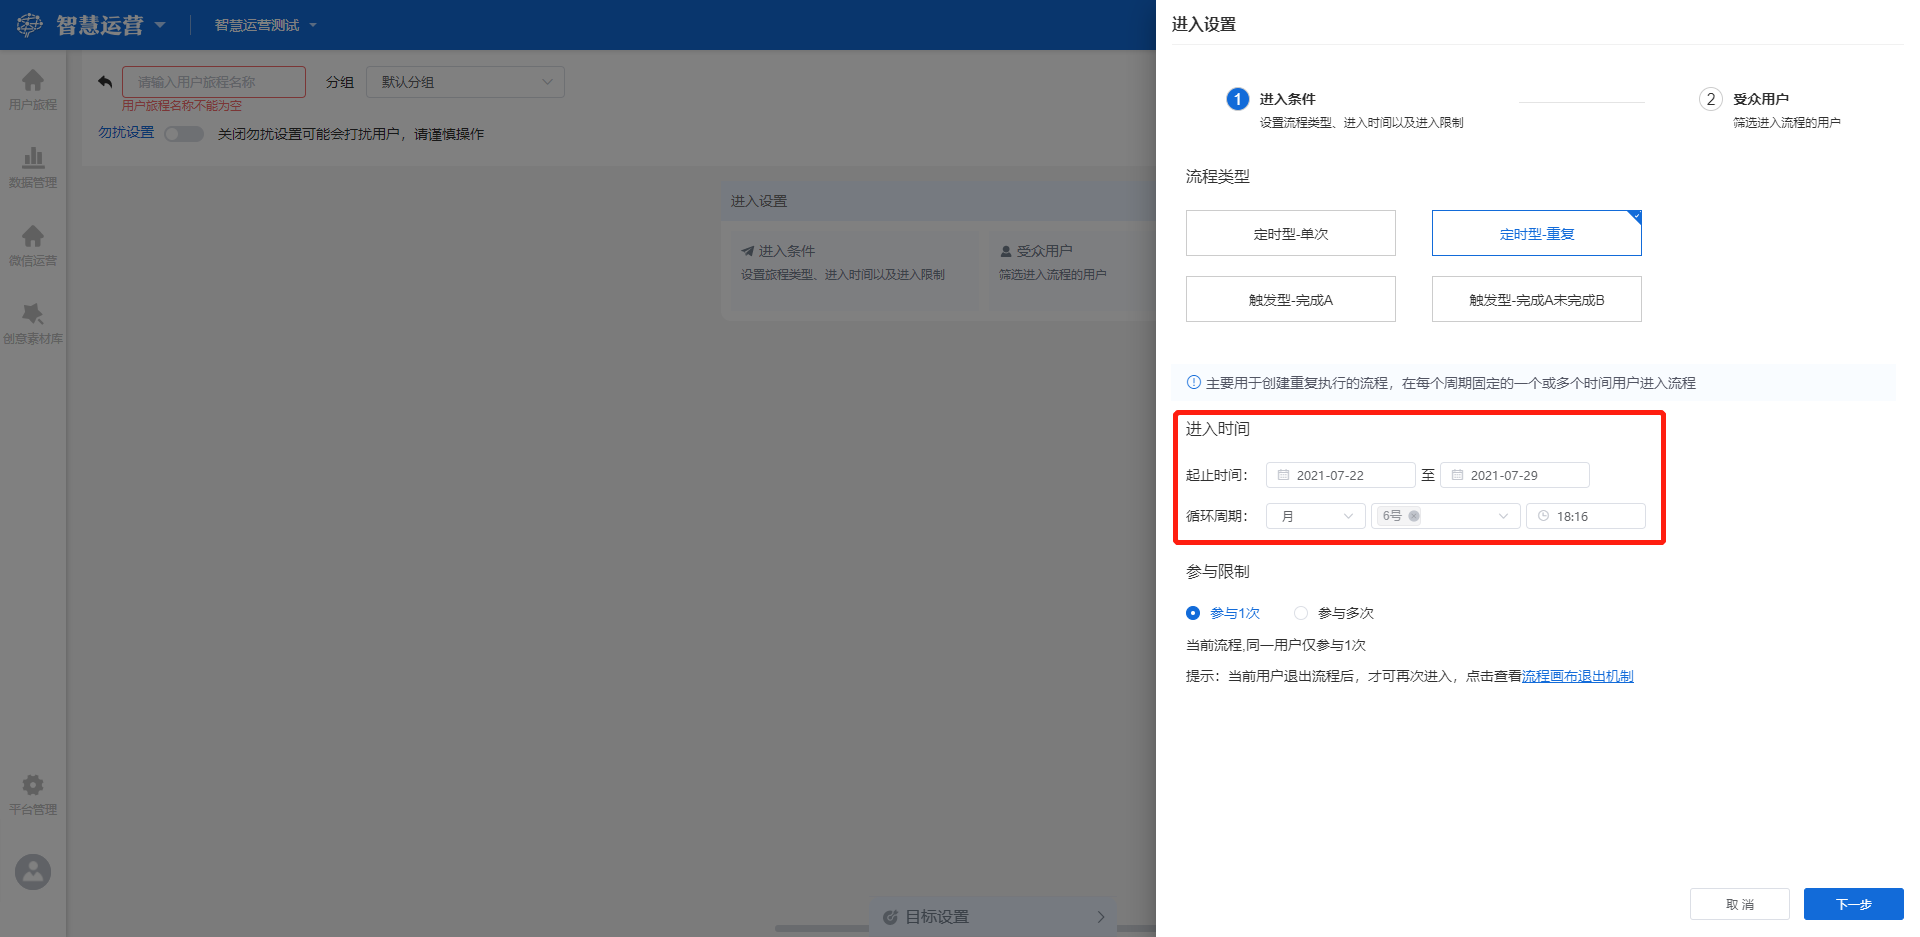 智慧运营
智慧运营测试
用户旅程
数据管理
微信运营
创意素材库
平台管理
请输入用户旅程名称
分组
默认分组
用户旅程名称不能为空
勿扰设置
关闭勿扰设置可能会打扰用户，请谨慎操作
进入设置
进入条件
设置旅程类型、进入时间以及进入限制
受众用户
筛选进入流程的用户
目标设置
进入设置
1 进入条件
设置流程类型、进入时间以及进入限制
2 受众用户
筛选进入流程的用户
流程类型
定时型-单次
定时型-重复
触发型-完成A
触发型-完成A未完成B
主要用于创建重复执行的流程，在每个周期固定的一个或多个时间用户进入流程
进入时间
起止时间： 2021-07-22 至 2021-07-29
循环周期： 月 6号 18:16
参与限制
参与1次 参与多次
当前流程,同一用户仅参与1次
提示：当前用户退出流程后，才可再次进入，点击查看流程画布退出机制
取消
下一步